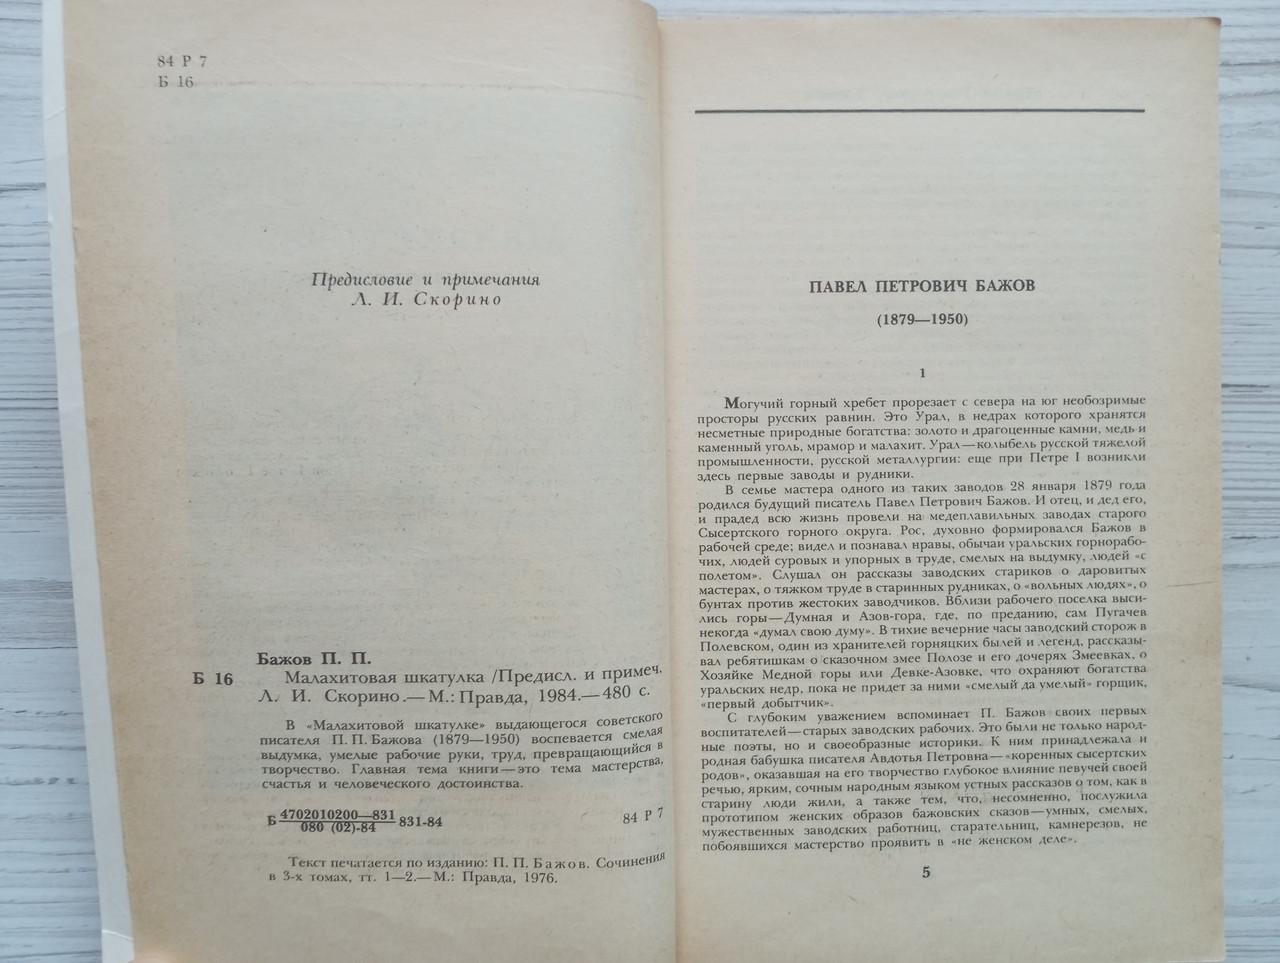 84 Р 7
Б 16
Предисловие и примечания
Л. И. Скорино
Бажов П. П.
Б 16 Малахитовая шкатулка /Предисл. и примеч.
Л. И. Скорино.—М.: Правда, 1984.—480 с.
В «Малахитовой шкатулке» выдающегося советского
писателя П. П. Бажова (1879—1950) воспевается смелая
выдумка, умелые рабочие руки, труд, превращающийся в
творчество. Главная тема книги—это тема мастерства,
счастья и человеческого достоинства.
Б 4702010200—831
080 (02)-84 831-84
84 Р 7
Текст печатается по изданию: П. П. Бажов. Сочинения
в 3-х томах, тт. 1—2.—М.: Правда, 1976.
ПАВЕЛ ПЕТРОВИЧ БАЖОВ
(1879—1950)
1
Могучий горный хребет прорезает с севера на юг необозримые
просторы русских равнин. Это Урал, в недрах которого хранятся
несметные природные богатства: золото и драгоценные камни, медь и
каменный уголь, мрамор и малахит. Урал—колыбель русской тяжелой
промышленности, русской металлургии: еще при Петре I возникли
здесь первые заводы и рудники.
В семье мастера одного из таких заводов 28 января 1879 года
родился будущий писатель Павел Петрович Бажов. И отец, и дед его,
и прадед всю жизнь провели на медеплавильных заводах старого
Сысертского горного округа. Рос, духовно формировался Бажов в
рабочей среде; видел и познавал нравы, обычаи уральских горнорабо-
чих, людей суровых и упорных в труде, смелых на выдумку, людей «с
полетом». Слушал он рассказы заводских стариков о даровитых
мастерах, о тяжком труде в старинных рудниках, о «вольных людях», о
бунтах против жестоких заводчиков. Вблизи рабочего поселка выси-
лись горы—Думная и Азов-гора, где, по преданию, сам Пугачев
некогда «думал свою думу». В тихие вечерние часы заводский сторож в
Полевском, один из хранителей горняцких былей и легенд, рассказы-
вал ребятишкам о сказочном змее Полозе и его дочерях Змеевках, о
Хозяйке Медной горы или Девке-Азовке, что охраняют богатства
уральских недр, пока не придет за ними «смелый да умелый» горщик,
«первый добытчик».
С глубоким уважением вспоминает П. Бажов своих первых
воспитателей—старых заводских рабочих. Это были не только народ-
ные поэты, но и своеобразные историки. К ним принадлежала и
родная бабушка писателя Авдотья Петровна—«коренных сысертских
родов», оказавшая на его творчество глубокое влияние певучей своей
речью, ярким, сочным народным языком устных рассказов о том, как в
старину люди жили, а также тем, что, несомненно, послужила
прототипом женских образов бажовских сказов—умных, смелых,
мужественных заводских работниц, старательниц, камнерезов, не
побоявшихся мастерство проявить в «не женском деле».
5